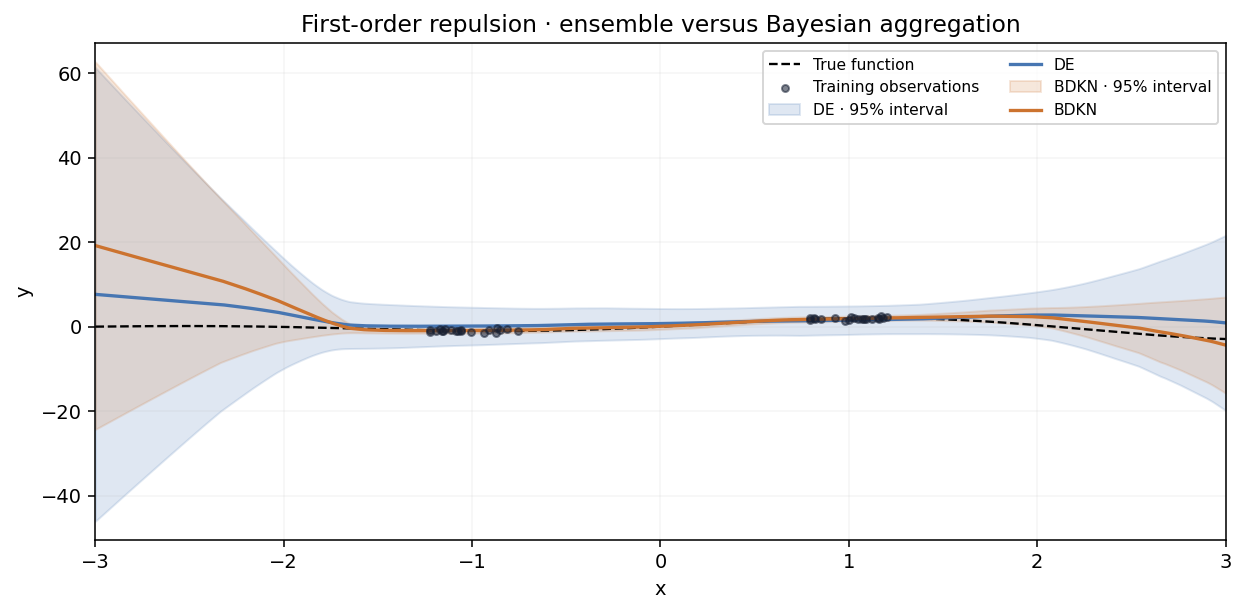 First-order repulsion · ensemble versus Bayesian aggregation
True function
Training observations
DE · 95% interval
DE
BDKN · 95% interval
BDKN
y
60
40
20
0
−20
−40
−3
−2
−1
0
1
2
3
x